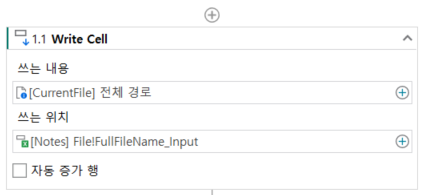 1.1 Write Cell
쓰는 내용
[CurrentFile] 전체 경로
쓰는 위치
[Notes] File!FullFileName_Input
자동 증가 행